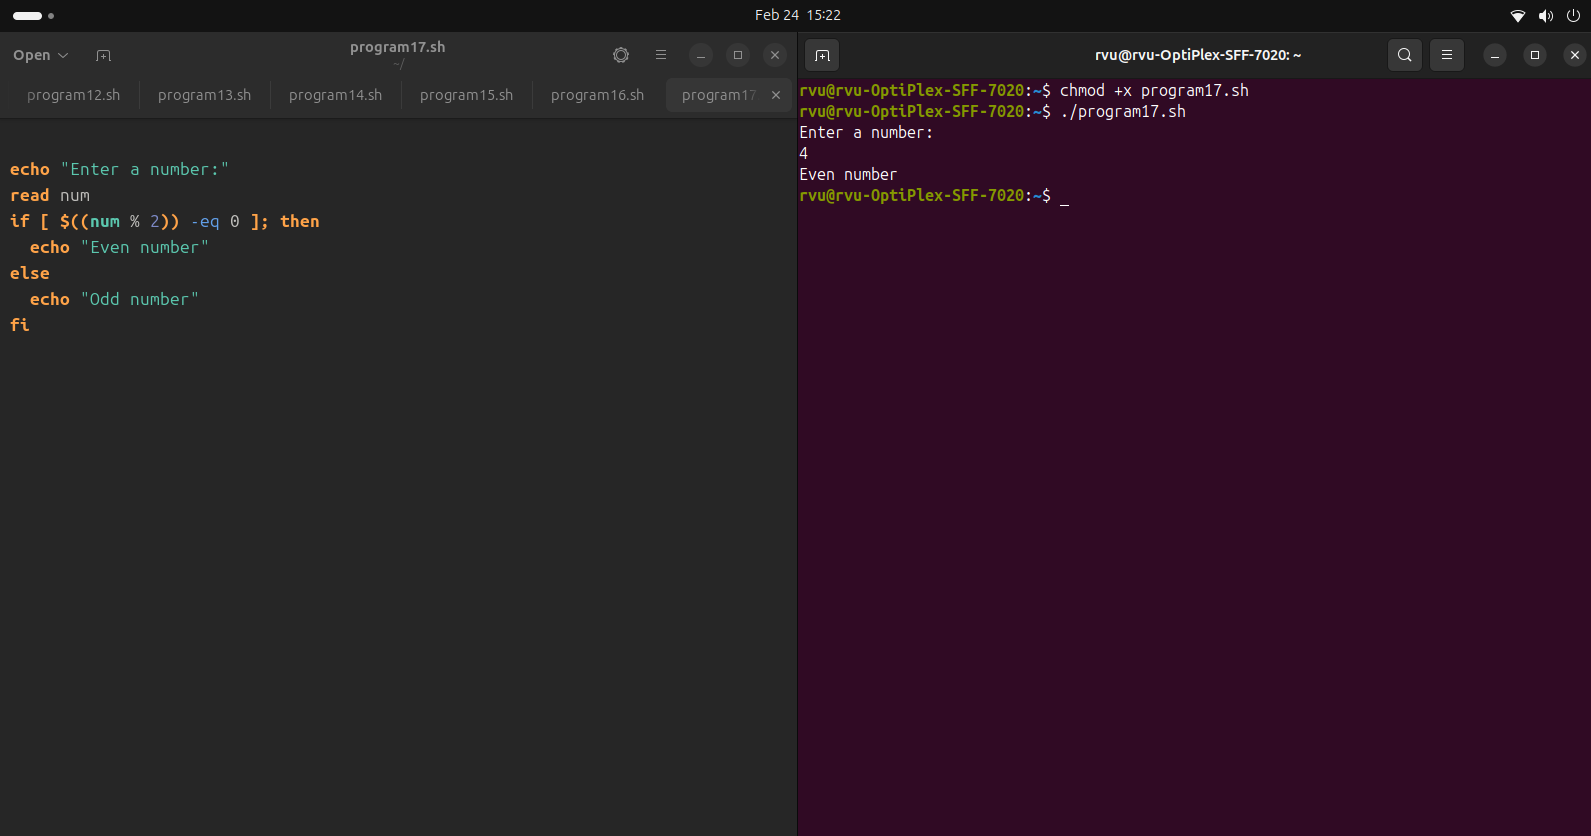 Feb 24 15:22
Open
program17.sh
~/
program12.sh program13.sh program14.sh program15.sh program16.sh program17
echo "Enter a number:"
read num
if [ $((num % 2)) -eq 0 ]; then
  echo "Even number"
else
  echo "Odd number"
fi
rvu@rvu-OptiPlex-SFF-7020: ~
rvu@rvu-OptiPlex-SFF-7020:~$ chmod +x program17.sh
rvu@rvu-OptiPlex-SFF-7020:~$ ./program17.sh
Enter a number:
4
Even number
rvu@rvu-OptiPlex-SFF-7020:~$ _